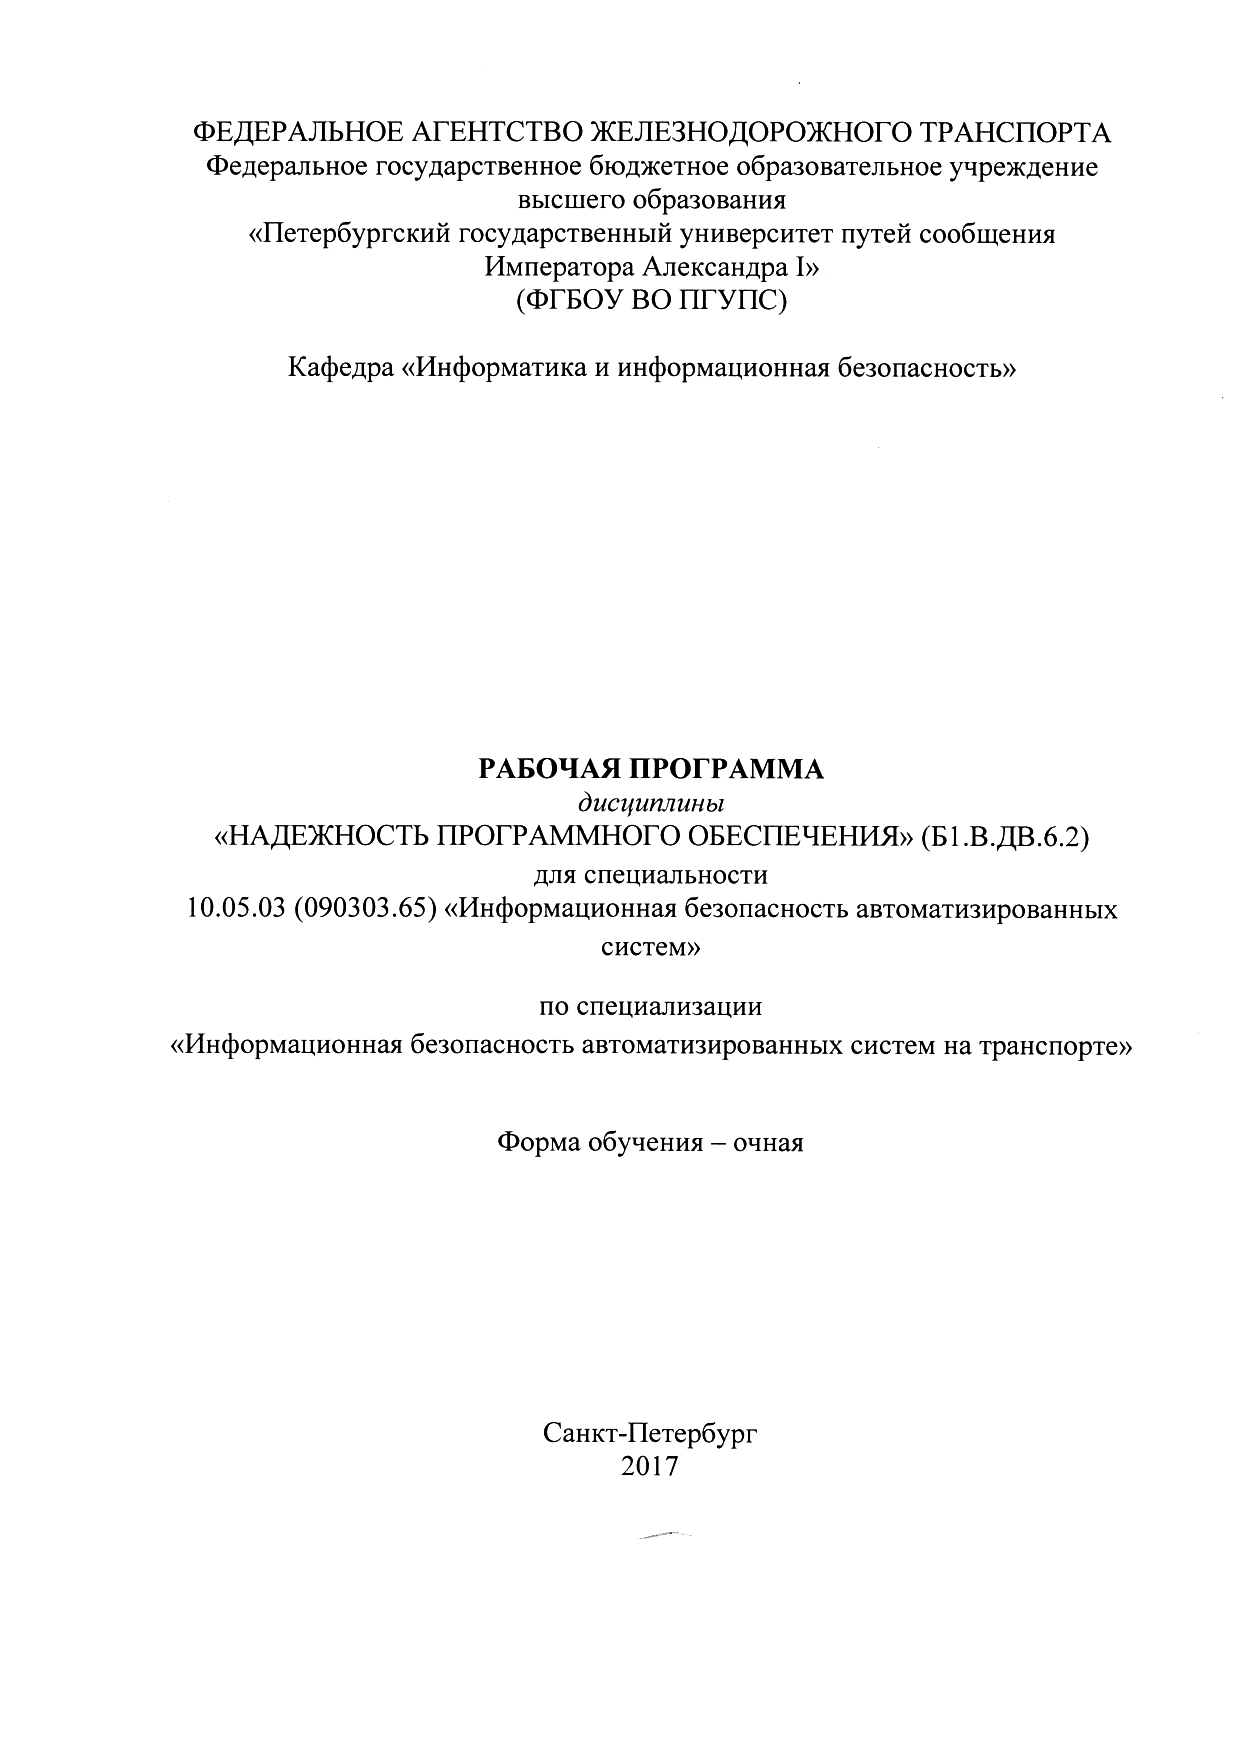 ФЕДЕРАЛЬНОЕ АГЕНТСТВО ЖЕЛЕЗНОДОРОЖНОГО ТРАНСПОРТА
Федеральное государственное бюджетное образовательное учреждение
высшего образования
«Петербургский государственный университет путей сообщения
Императора Александра I»
(ФГБОУ ВО ПГУПС)
Кафедра «Информатика и информационная безопасность»
РАБОЧАЯ ПРОГРАММА
дисциплины
«НАДЕЖНОСТЬ ПРОГРАММНОГО ОБЕСПЕЧЕНИЯ» (Б1.В.ДВ.6.2)
для специальности
10.05.03 (090303.65) «Информационная безопасность автоматизированных
систем»
по специализации
«Информационная безопасность автоматизированных систем на транспорте»
Форма обучения – очная
Санкт-Петербург
2017